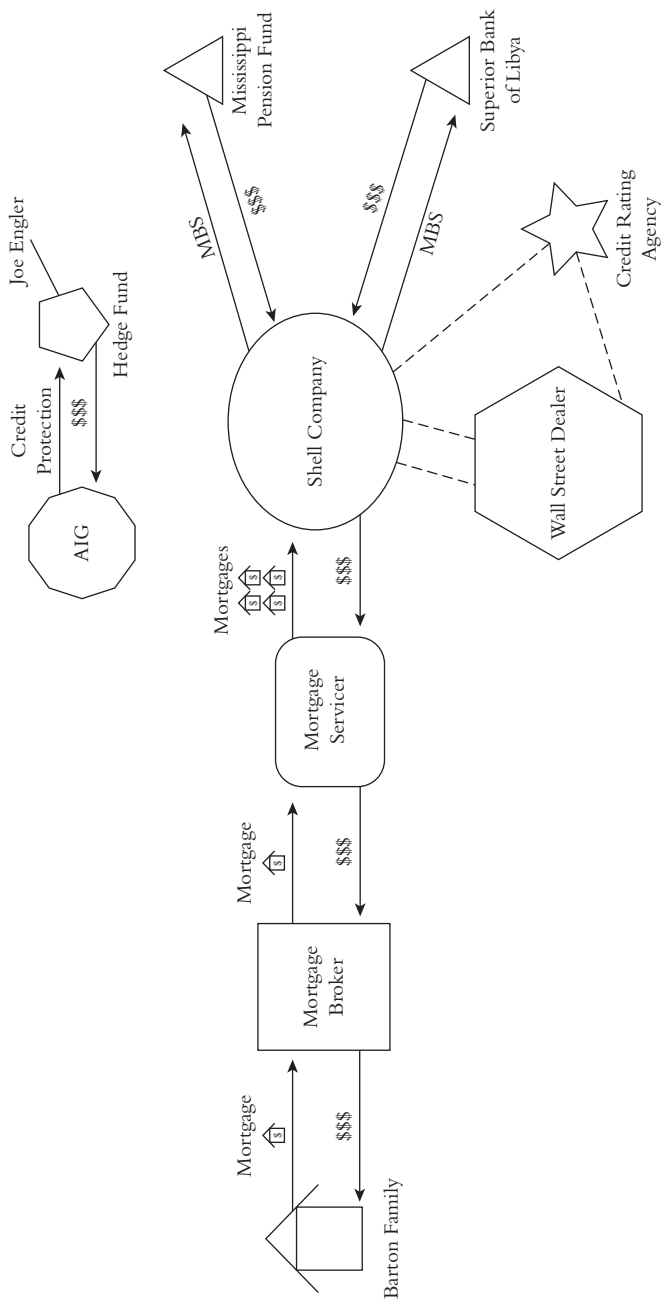 Joe Engler
Credit
Protection
$$$
AIG
Hedge Fund
Mortgage
$
$$$
Barton Family
Mortgage
Broker
Mortgage
$
$$$
Mortgage
Servicer
Mortgages
$ $
$ $
$$$
Shell Company
MBS
$$$
Mississippi
Pension Fund
$$$
MBS
Superior Bank
of Libya
Wall Street Dealer
Credit Rating
Agency